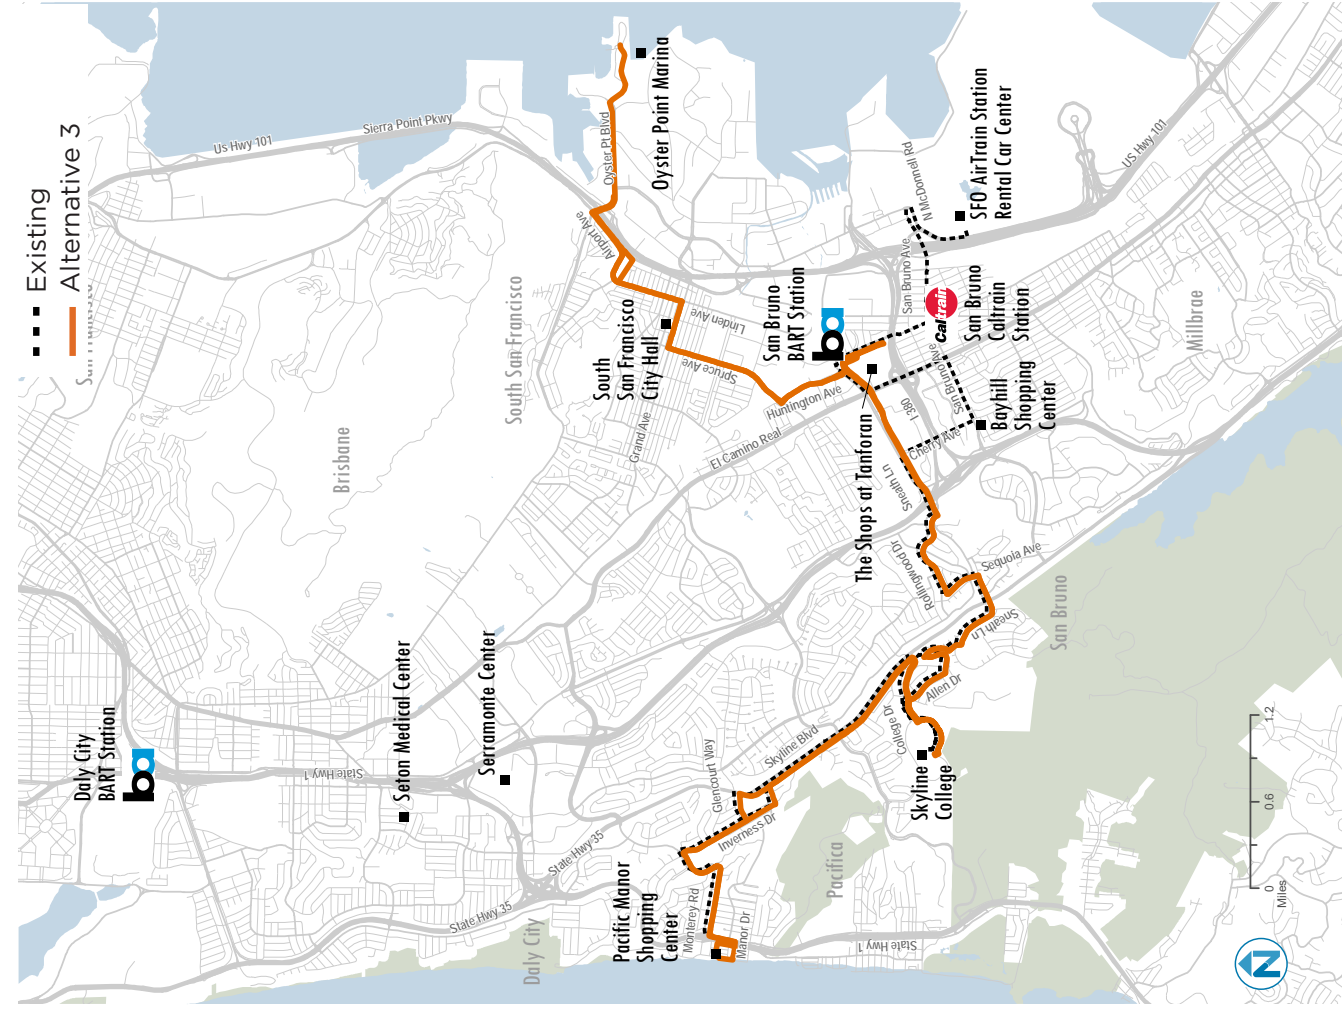 Existing
Alternative 3
San Francisco
Us Hwy 101
Sierra Point Pkwy
Oyster Pt Blvd
Oyster Point Marina
Airport Ave
N McDonnell Rd
SFO AirTrain Station
Rental Car Center
US Hwy 101
San Bruno Ave
South San Francisco
South
San Francisco
City Hall
Linden Ave
San Bruno
BART Station
ba
Caltrain
San Bruno
Caltrain
Station
Millbrae
Spruce Ave
Huntington Ave
San Bruno Ave
Bayhill
Shopping
Center
I 380
Cherry Ave
Grand Ave
El Camino Real
The Shops at Tanforan
Sneath Ln
Brisbane
Rollingwood Dr
Sequoia Ave
San Bruno
Sneath Ln
Daly City
BART Station
ba
State Hwy 1
Seton Medical Center
Serramonte Center
Allen Dr
College Dr
Skyline Blvd
Glencourt Way
Skyline
College
Inverness Dr
State Hwy 35
State Hwy 35
Pacifica
Pacific Manor
Shopping
Center
Monterey Rd
Manor Dr
State Hwy 1
Daly City
0
0.6
1.2
Miles
N